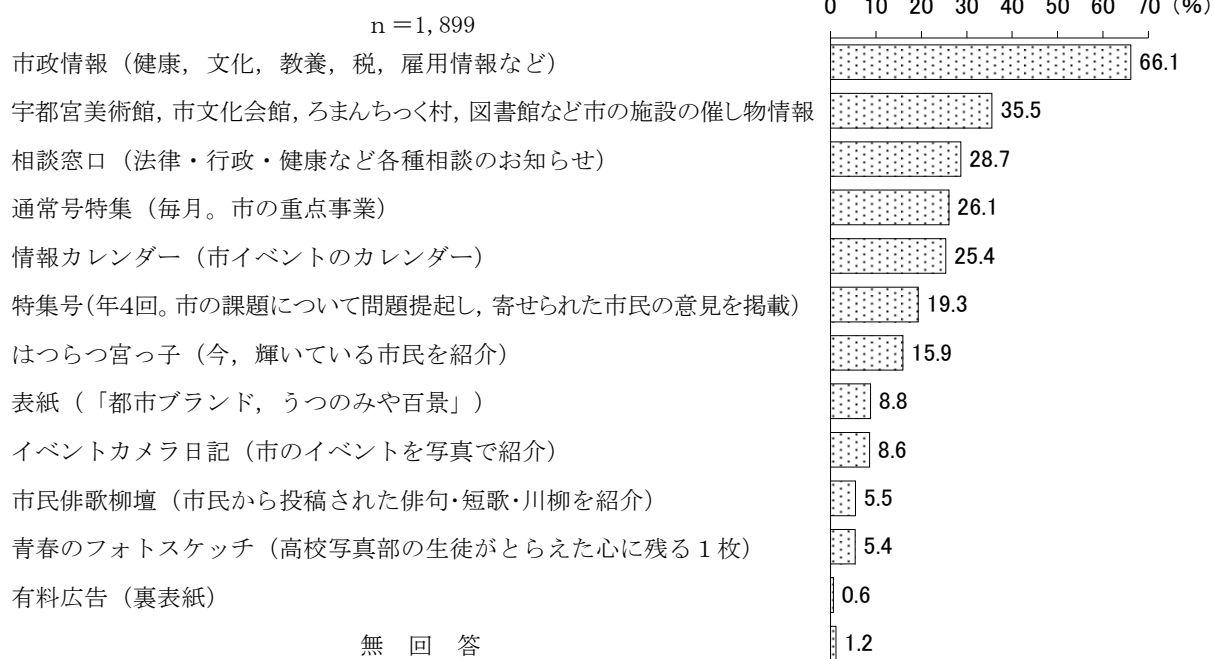 0 10 20 30 40 50 60 70 (%)
n=1,899
市政情報（健康，文化，教養，税，雇用情報など） 66.1
宇都宮美術館，市文化会館，ろまんちっく村，図書館など市の施設の催し物情報 35.5
相談窓口（法律・行政・健康など各種相談のお知らせ） 28.7
通常号特集（毎月。市の重点事業） 26.1
情報カレンダー（市イベントのカレンダー） 25.4
特集号（年4回。市の課題について問題提起し，寄せられた市民の意見を掲載） 19.3
はつらつ宮っ子（今，輝いている市民を紹介） 15.9
表紙（「都市ブランド，うつのみや百景」） 8.8
イベントカメラ日記（市のイベントを写真で紹介） 8.6
市民俳歌柳壇（市民から投稿された俳句・短歌・川柳を紹介） 5.5
青春のフォトスケッチ（高校写真部の生徒がとらえた心に残る１枚） 5.4
有料広告（裏表紙） 0.6
無 回 答 1.2